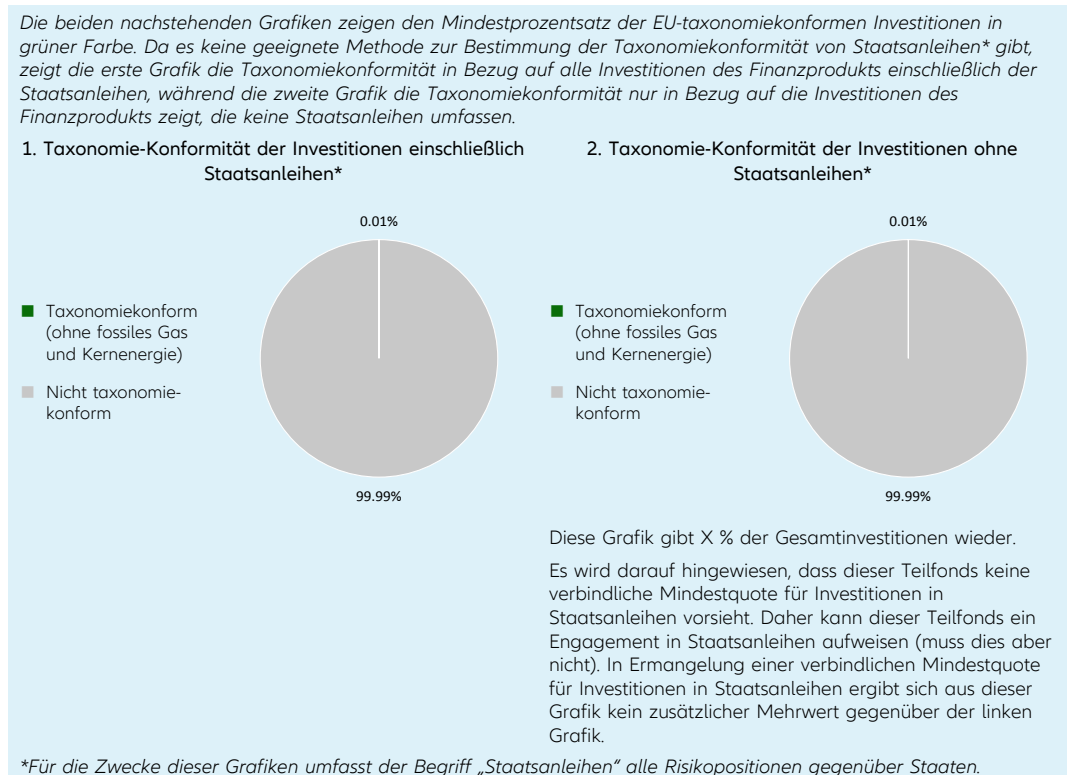 Die beiden nachstehenden Grafiken zeigen den Mindestprozentsatz der EU-taxonomiekonformen Investitionen in
grüner Farbe. Da es keine geeignete Methode zur Bestimmung der Taxonomiekonformität von Staatsanleihen* gibt,
zeigt die erste Grafik die Taxonomiekonformität in Bezug auf alle Investitionen des Finanzprodukts einschließlich der
Staatsanleihen, während die zweite Grafik die Taxonomiekonformität nur in Bezug auf die Investitionen des
Finanzprodukts zeigt, die keine Staatsanleihen umfassen.
1. Taxonomie-Konformität der Investitionen einschließlich
Staatsanleihen*
0.01%
Taxonomiekonform
(ohne fossiles Gas
und Kernenergie)
Nicht taxonomie-
konform
99.99%
2. Taxonomie-Konformität der Investitionen ohne
Staatsanleihen*
0.01%
Taxonomiekonform
(ohne fossiles Gas
und Kernenergie)
Nicht taxonomie-
konform
99.99%
Diese Grafik gibt X % der Gesamtinvestitionen wieder.
Es wird darauf hingewiesen, dass dieser Teilfonds keine
verbindliche Mindestquote für Investitionen in
Staatsanleihen vorsieht. Daher kann dieser Teilfonds ein
Engagement in Staatsanleihen aufweisen (muss dies aber
nicht). In Ermangelung einer verbindlichen Mindestquote
für Investitionen in Staatsanleihen ergibt sich aus dieser
Grafik kein zusätzlicher Mehrwert gegenüber der linken
Grafik.
*Für die Zwecke dieser Grafiken umfasst der Begriff „Staatsanleihen" alle Risikopositionen gegenüber Staaten.